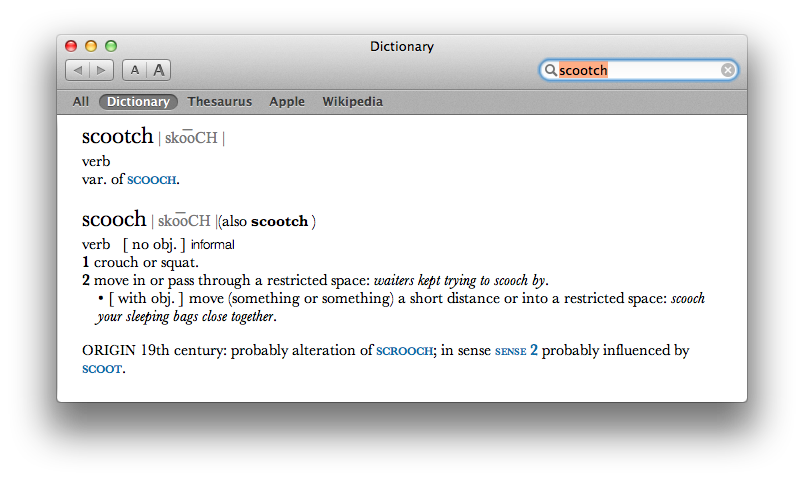 Dictionary
A A
scootch
All Dictionary Thesaurus Apple Wikipedia
scootch | sko͞oCH |
verb
var. of SCOOCH.
scooch | sko͞oCH |(also scootch )
verb [ no obj. ] informal
1 crouch or squat.
2 move in or pass through a restricted space: waiters kept trying to scooch by.
• [ with obj. ] move (something or something) a short distance or into a restricted space: scooch
your sleeping bags close together.
ORIGIN 19th century: probably alteration of SCROOCH; in sense SENSE 2 probably influenced by
SCOOT.